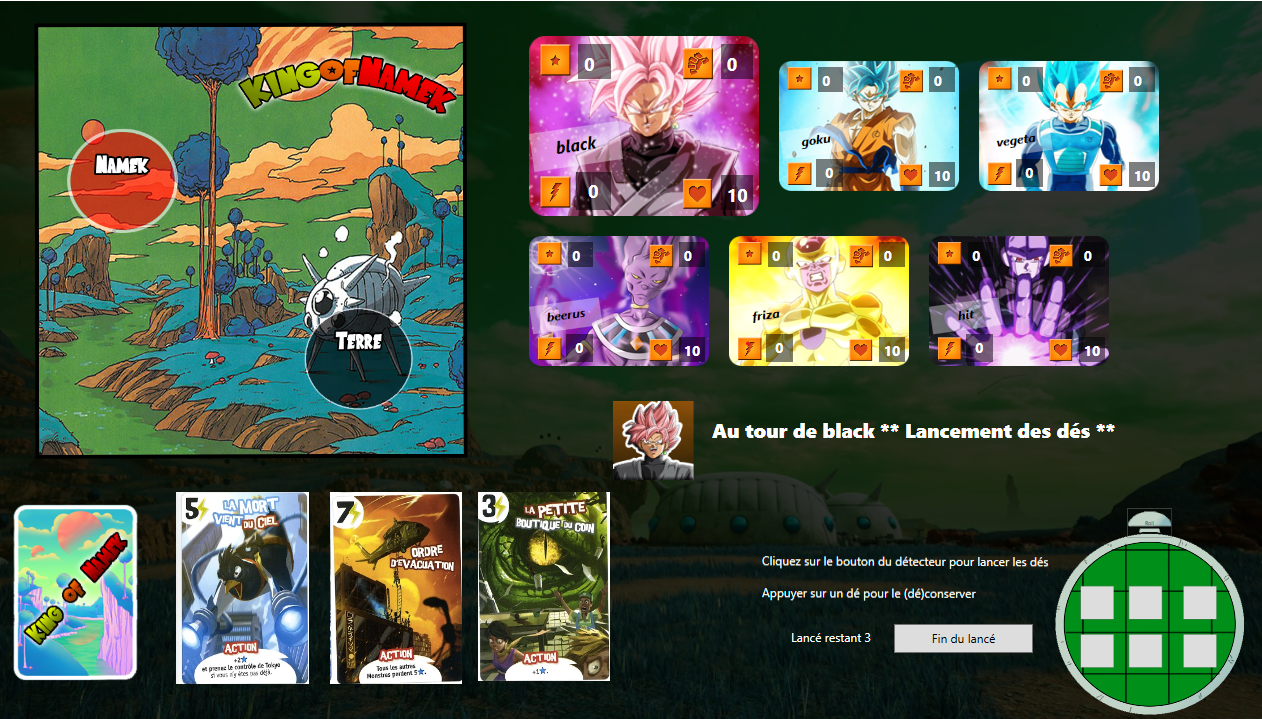 KING OF NAMEK
NAMEK
TERRE
0
0
black
0
10
0
0
goku
0
10
0
0
vegeta
0
10
0
0
beerus
0
10
0
0
friza
0
10
0
0
hit
0
10
Au tour de black ** Lancement des dés **
KING OF NAMEK
5
LA MORT
VIENT DU CIEL
ACTION
+2
et prenez le contrôle de Tokyo
si vous n'y êtes pas déjà.
7
ORDRE
D'ÉVACUATION
ACTION
Tous les autres
Monstres perdent 5
3
LA PETITE
BOUTIQUE DU COIN
ACTION
+1
Roll
Cliquez sur le bouton du détecteur pour lancer les dés
Appuyer sur un dé pour le (dé)conserver
Lancé restant 3
Fin du lancé